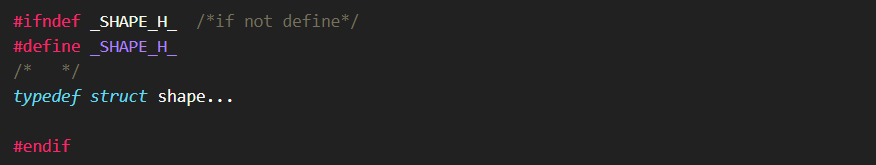 #ifndef _SHAPE_H_  /*if not define*/
#define _SHAPE_H_
/*   */
typedef struct shape...
#endif